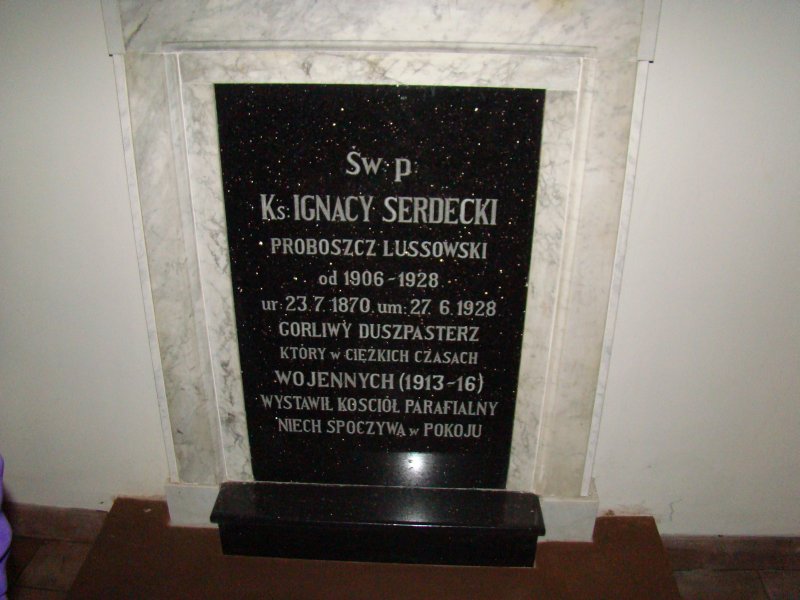 Św. p.
Ks: IGNACY SERDECKI
PROBOSZCZ LUSSOWSKI
od 1906-1928
ur: 23.7.1870. um: 27.6.1928
GORLIWY DUSZPASTERZ
KTÓRY w CIĘŻKICH CZASACH
WOJENNYCH (1913-16)
WYSTAWIŁ KOŚCIÓŁ PARAFIALNY
NIECH SPOCZYWĄ w POKOJU